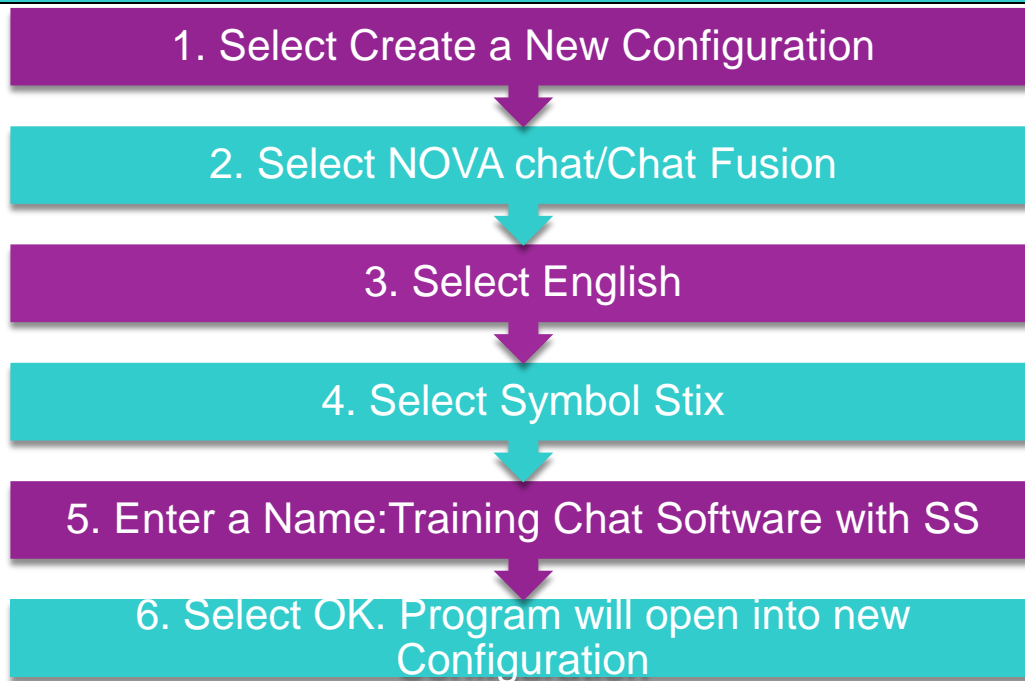 1. Select Create a New Configuration
2. Select NOVA chat/Chat Fusion
3. Select English
4. Select Symbol Stix
5. Enter a Name:Training Chat Software with SS
6. Select OK. Program will open into new
Configuration